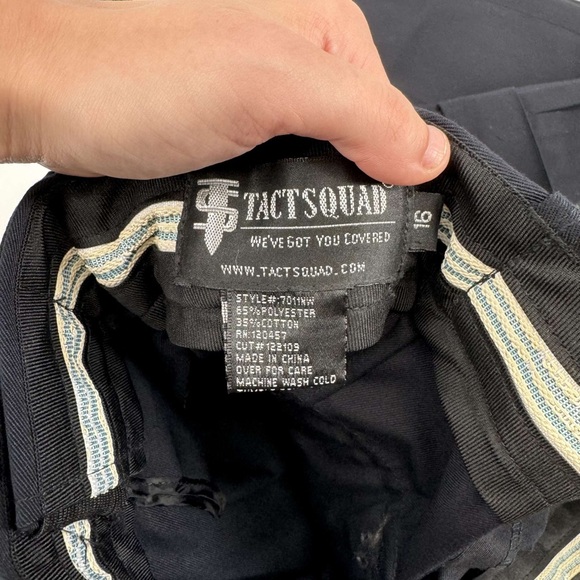 TACTSQUAD®
WE'VE GOT YOU COVERED
WWW.TACTSQUAD.COM
16
STYLE#:7011NW
65%POLYESTER
35%COTTON
RN:120457
CUT#122109
MADE IN CHINA
OVER FOR CARE
MACHINE WASH COLD